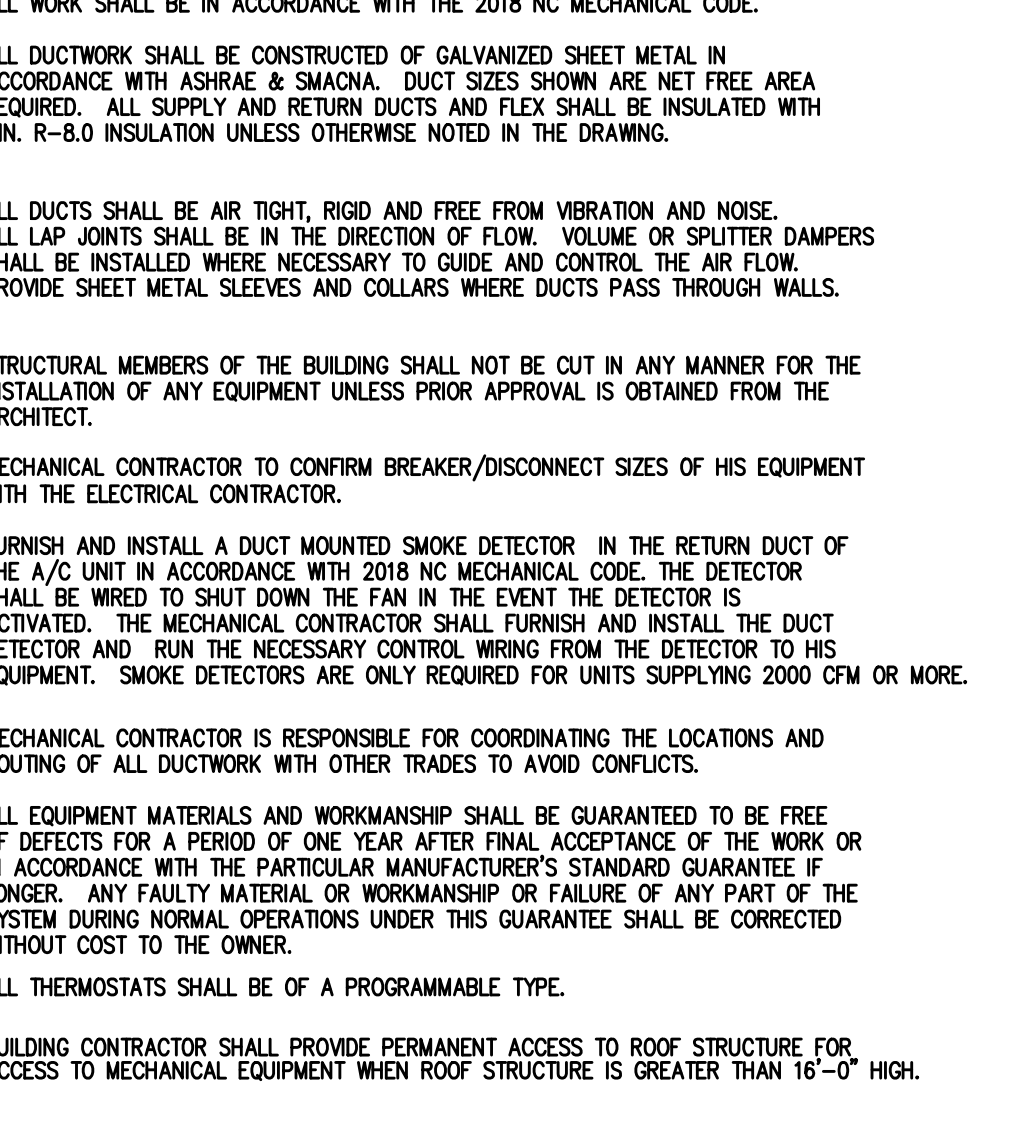 LL WORK SHALL BE IN ACCORDANCE WITH THE 2018 NC MECHANICAL CODE.
LL DUCTWORK SHALL BE CONSTRUCTED OF GALVANIZED SHEET METAL IN
CCORDANCE WITH ASHRAE & SMACNA. DUCT SIZES SHOWN ARE NET FREE AREA
EQUIRED. ALL SUPPLY AND RETURN DUCTS AND FLEX SHALL BE INSULATED WITH
IN. R-8.0 INSULATION UNLESS OTHERWISE NOTED IN THE DRAWING.
LL DUCTS SHALL BE AIR TIGHT, RIGID AND FREE FROM VIBRATION AND NOISE.
LL LAP JOINTS SHALL BE IN THE DIRECTION OF FLOW. VOLUME OR SPLITTER DAMPERS
HALL BE INSTALLED WHERE NECESSARY TO GUIDE AND CONTROL THE AIR FLOW.
ROVIDE SHEET METAL SLEEVES AND COLLARS WHERE DUCTS PASS THROUGH WALLS.
TRUCTURAL MEMBERS OF THE BUILDING SHALL NOT BE CUT IN ANY MANNER FOR THE
NSTALLATION OF ANY EQUIPMENT UNLESS PRIOR APPROVAL IS OBTAINED FROM THE
RCHITECT.
ECHANICAL CONTRACTOR TO CONFIRM BREAKER/DISCONNECT SIZES OF HIS EQUIPMENT
ITH THE ELECTRICAL CONTRACTOR.
URNISH AND INSTALL A DUCT MOUNTED SMOKE DETECTOR IN THE RETURN DUCT OF
HE A/C UNIT IN ACCORDANCE WITH 2018 NC MECHANICAL CODE. THE DETECTOR
HALL BE WIRED TO SHUT DOWN THE FAN IN THE EVENT THE DETECTOR IS
CTIVATED. THE MECHANICAL CONTRACTOR SHALL FURNISH AND INSTALL THE DUCT
ETECTOR AND RUN THE NECESSARY CONTROL WIRING FROM THE DETECTOR TO HIS
QUIPMENT. SMOKE DETECTORS ARE ONLY REQUIRED FOR UNITS SUPPLYING 2000 CFM OR MORE.
ECHANICAL CONTRACTOR IS RESPONSIBLE FOR COORDINATING THE LOCATIONS AND
OUTING OF ALL DUCTWORK WITH OTHER TRADES TO AVOID CONFLICTS.
LL EQUIPMENT MATERIALS AND WORKMANSHIP SHALL BE GUARANTEED TO BE FREE
F DEFECTS FOR A PERIOD OF ONE YEAR AFTER FINAL ACCEPTANCE OF THE WORK OR
ACCORDANCE WITH THE PARTICULAR MANUFACTURER'S STANDARD GUARANTEE IF
ONGER. ANY FAULTY MATERIAL OR WORKMANSHIP OR FAILURE OF ANY PART OF THE
YSTEM DURING NORMAL OPERATIONS UNDER THIS GUARANTEE SHALL BE CORRECTED
ITHOUT COST TO THE OWNER.
LL THERMOSTATS SHALL BE OF A PROGRAMMABLE TYPE.
UILDING CONTRACTOR SHALL PROVIDE PERMANENT ACCESS TO ROOF STRUCTURE FOR
CCESS TO MECHANICAL EQUIPMENT WHEN ROOF STRUCTURE IS GREATER THAN 16'-0" HIGH.